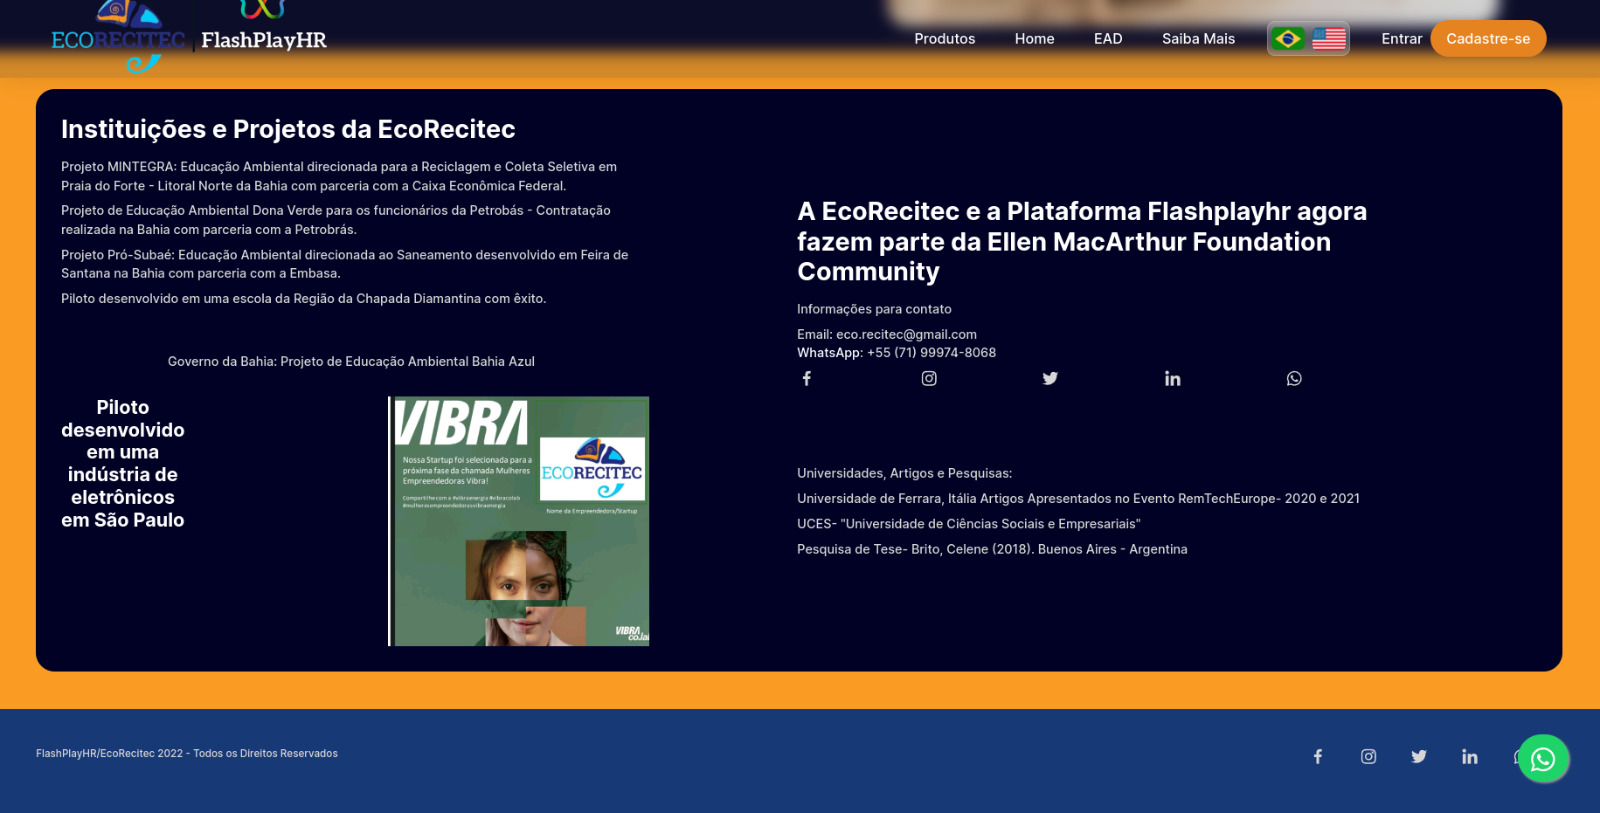 ECORECITEC
FlashPlayHR
Produtos
Home
EAD
Saiba Mais
Entrar
Cadastre-se
Instituições e Projetos da EcoRecitec
Projeto MINTEGRA: Educação Ambiental direcionada para a Reciclagem e Coleta Seletiva em
Praia do Forte - Litoral Norte da Bahia com parceria com a Caixa Econômica Federal.
Projeto de Educação Ambiental Dona Verde para os funcionários da Petrobás - Contratação
realizada na Bahia com parceria com a Petrobrás.
Projeto Pró-Subaé: Educação Ambiental direcionada ao Saneamento desenvolvido em Feira de
Santana na Bahia com parceria com a Embasa.
Piloto desenvolvido em uma escola da Região da Chapada Diamantina com êxito.
Governo da Bahia: Projeto de Educação Ambiental Bahia Azul
Piloto
desenvolvido
em uma
indústria de
eletrônicos
em São Paulo
VIBRA
Nossa Startup foi selecionada para a
próxima fase da chamada Mulheres
Empreendedoras Vibra!
Compartilhe com a #vibraenergia #vibracolab
#mulheresempreendedorasvibraenergia
ECORECITEC
Nome da Empreendedora/Startup
VIBRA
co.la
A EcoRecitec e a Plataforma Flashplayhr agora
fazem parte da Ellen MacArthur Foundation
Community
Informações para contato
Email: eco.recitec@gmail.com
WhatsApp: +55 (71) 99974-8068
Universidades, Artigos e Pesquisas:
Universidade de Ferrara, Itália Artigos Apresentados no Evento RemTechEurope- 2020 e 2021
UCES- "Universidade de Ciências Sociais e Empresariais"
Pesquisa de Tese- Brito, Celene (2018). Buenos Aires - Argentina
FlashPlayHR/EcoRecitec 2022 - Todos os Direitos Reservados